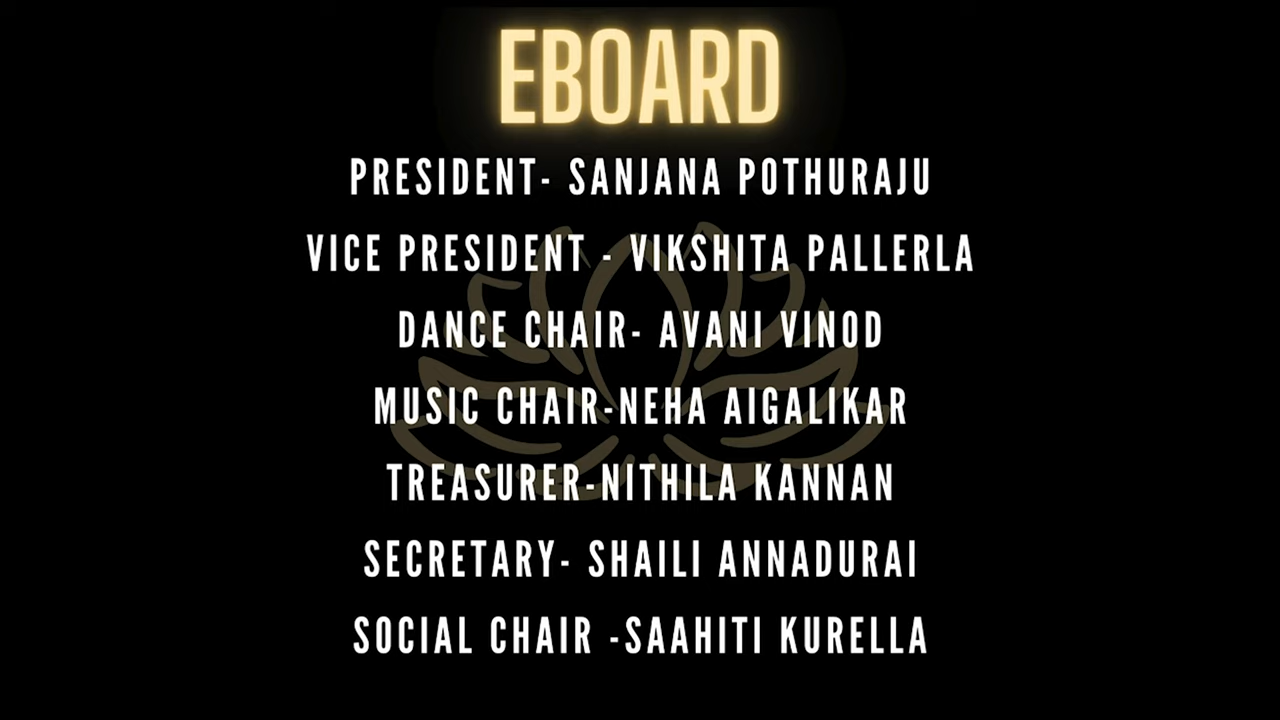 EBOARD
PRESIDENT- SANJANA POTHURAJU
VICE PRESIDENT - VIKSHITA PALLERLA
DANCE CHAIR- AVANI VINOD
MUSIC CHAIR-NEHA AIGALIKAR
TREASURER-NITHILA KANNAN
SECRETARY- SHAILI ANNADURAI
SOCIAL CHAIR -SAAHITI KURELLA